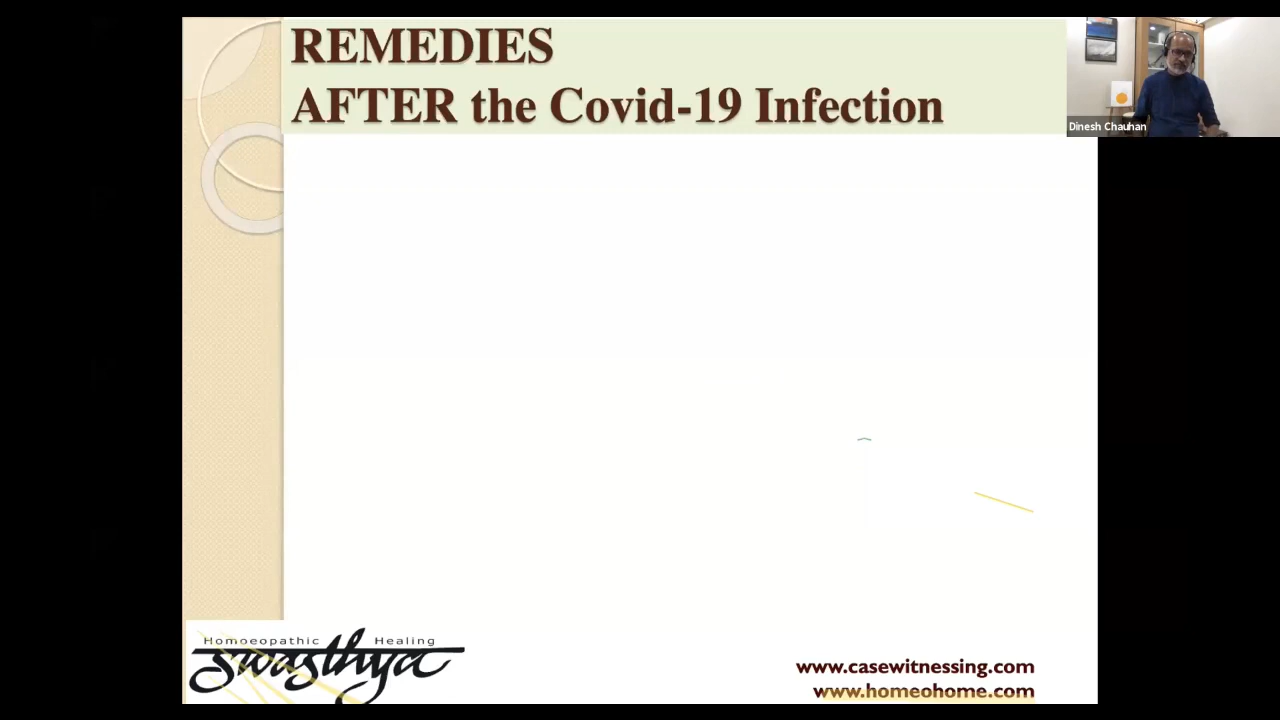 REMEDIES
AFTER the Covid-19 Infection
Dinesh Chauhan
Homoeopathic Healing
swasthya
www.casewitnessing.com
www.homeohome.com